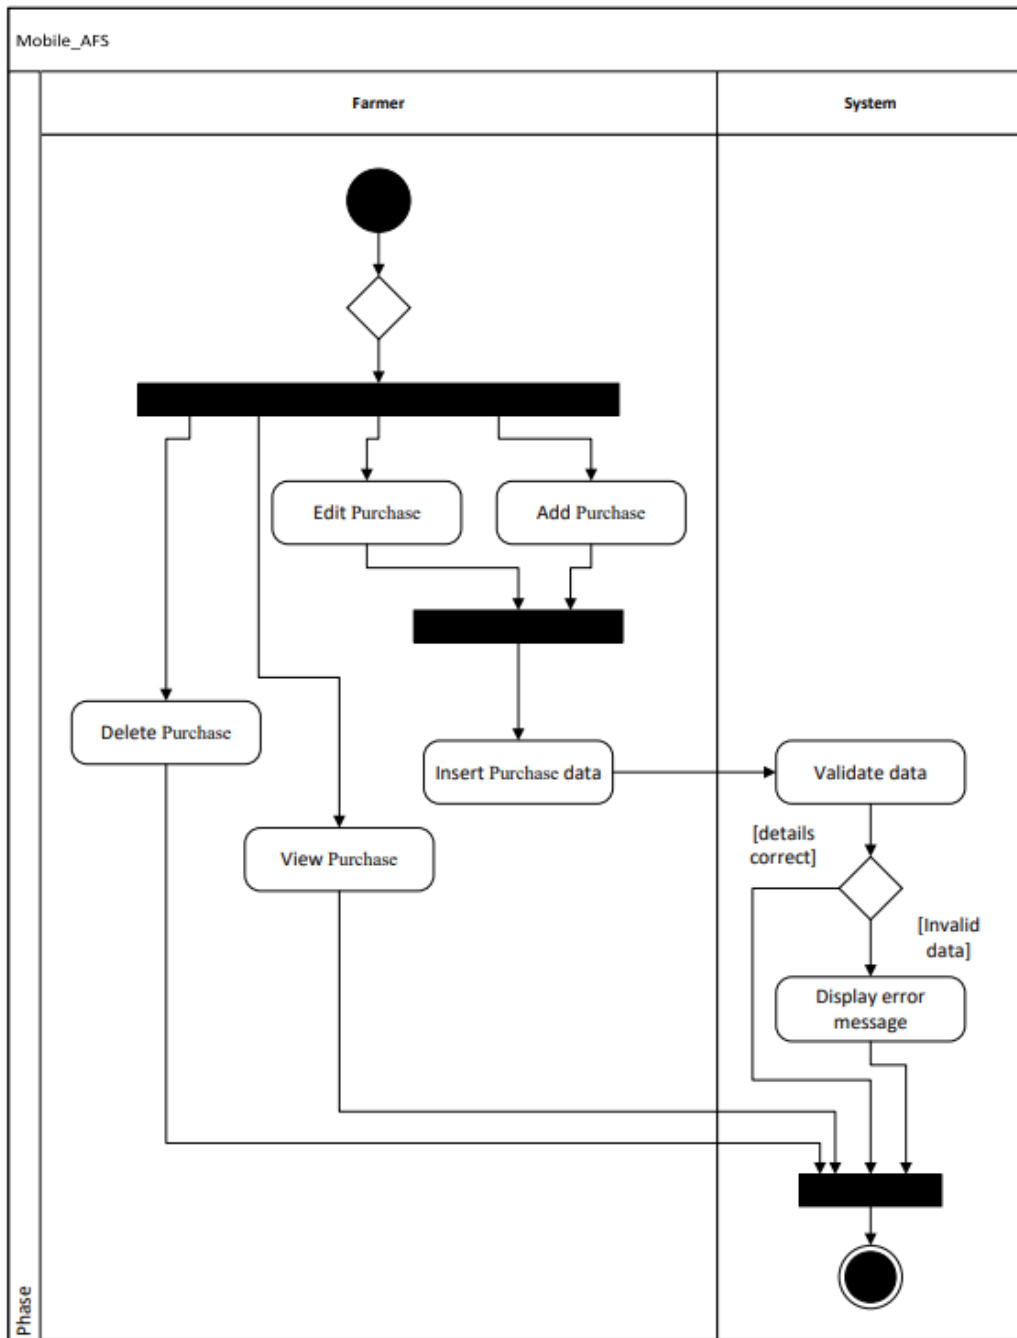 Mobile_AFS
Farmer
System
Edit Purchase
Add Purchase
Delete Purchase
Insert Purchase data
Validate data
[details
correct]
View Purchase
[Invalid
data]
Display error
message
Phase